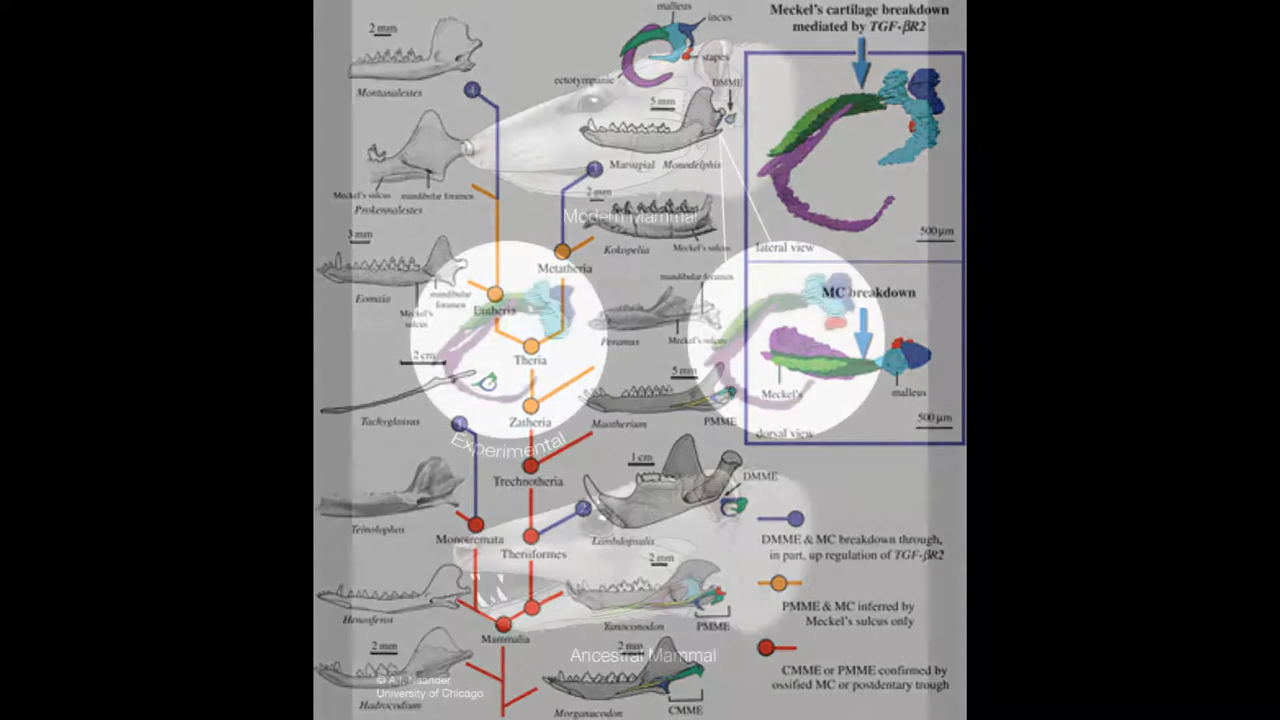 malleus
incus
stapes
ectotympanic
DMME
5 mm
Marsupial Monodelphis
2 mm
Montanalestes
4
Meckel's sulcus
mandibular foramen
Prokennalestes
3 mm
Eomaia
mandibular
foramen
Meckel's
sulcus
2 cm
Tachyglossus
Teinolophos
Henosferus
2 mm
Hadrocodium
© A.I. Nsander
University of Chicago
3
2 mm
Modern Mammal
Kokopelia
Meckel's sulcus
Metatheria
Eutheria
mandibular foramen
Peramus
Meckel's sulcus
Theria
5 mm
Zatheria
Maotherium
PMME
1
Experimental
Trechnotheria
1 cm
DMME
2
Monotremata
Theriiformes
Lambdopsalis
2 mm
Yanoconodon
PMME
Mammalia
2 mm
Ancestral Mammal
Morganucodon
CMME
Meckel's cartilage breakdown
mediated by TGF-βR2
500 µm
lateral view
MC breakdown
Meckel's
malleus
500 µm
dorsal view
DMME & MC breakdown through,
in part, up regulation of TGF-βR2
PMME & MC inferred by
Meckel's sulcus only
CMME or PMME confirmed by
ossified MC or postdentary trough